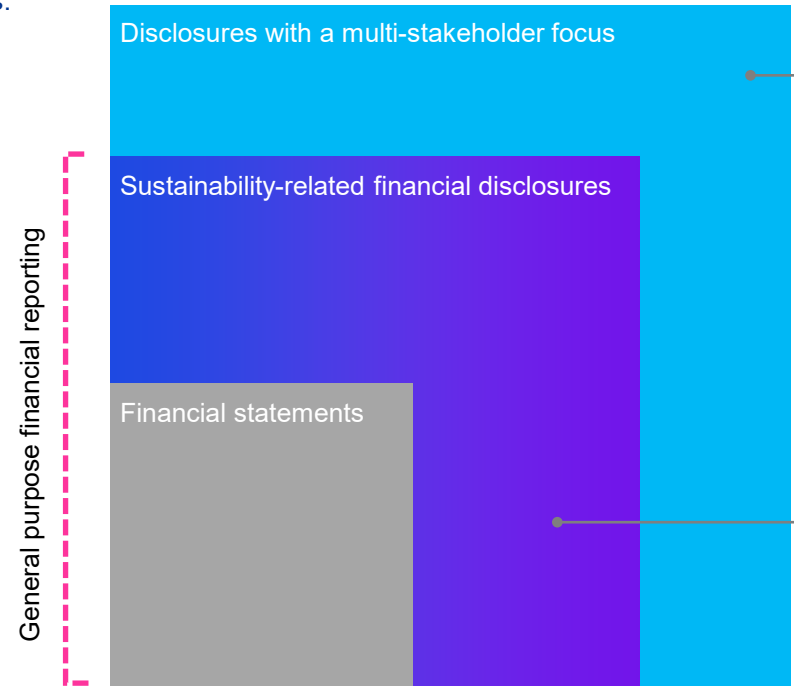 Disclosures with a multi-stakeholder focus
Sustainability-related financial disclosures
Financial statements
General purpose financial reporting